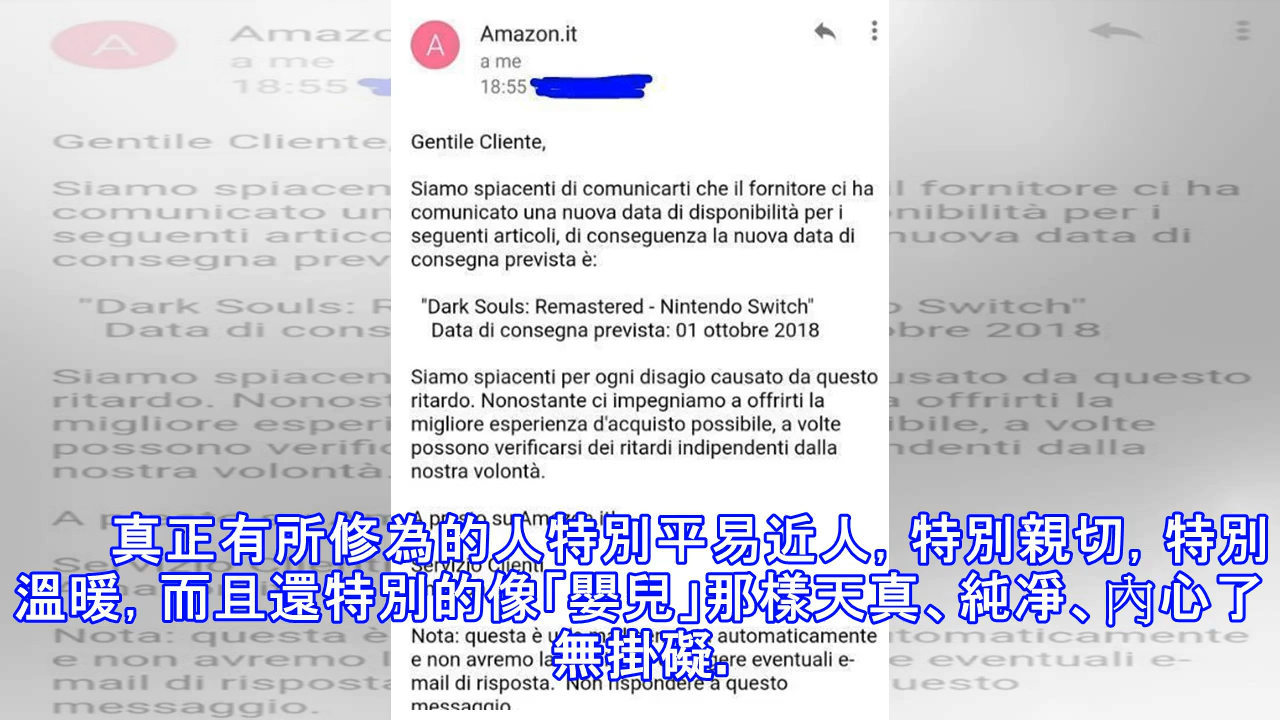 A
Amazon.it
a me
18:55
Gentile Cliente,
Siamo spiacenti di comunicarti che il fornitore ci ha
comunicato una nuova data di disponibilità per i
seguenti articoli, di conseguenza la nuova data di
consegna prevista è:
"Dark Souls: Remastered - Nintendo Switch"
Data di consegna prevista: 01 ottobre 2018
Siamo spiacenti per ogni disagio causato da questo
ritardo. Nonostante ci impegniamo a offrirti la
migliore esperienza d'acquisto possibile, a volte
possono verificarsi dei ritardi indipendenti dalla
nostra volontà.
su
Servizio Clienti
真正有所修為的人特別平易近人, 特別親切, 特別
溫暖, 而且還特別的像「嬰兒」那樣天真、純凈、內心了
無掛礙.
Nota: questa è automaticamente
e non avremo eventuali e-
mail di risposta. Non rispondere a questo
messaggio.